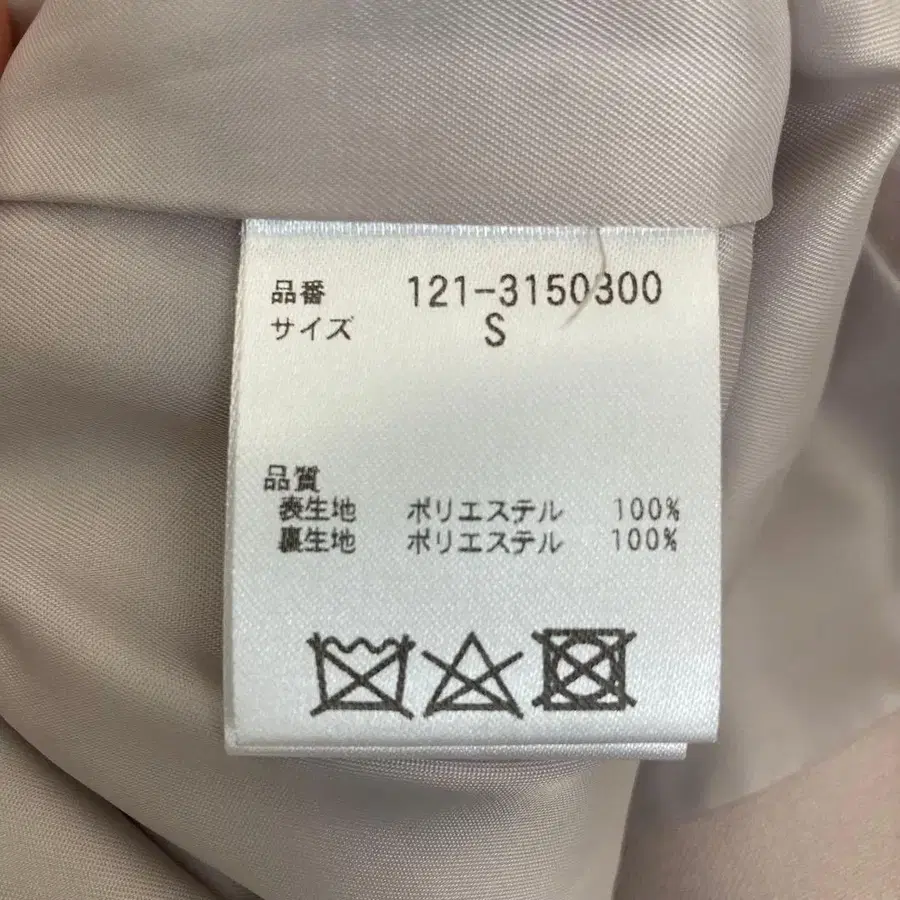 品番 121-3150300
サイズ S
品質
表生地 ポリエステル 100%
裏生地 ポリエステル 100%